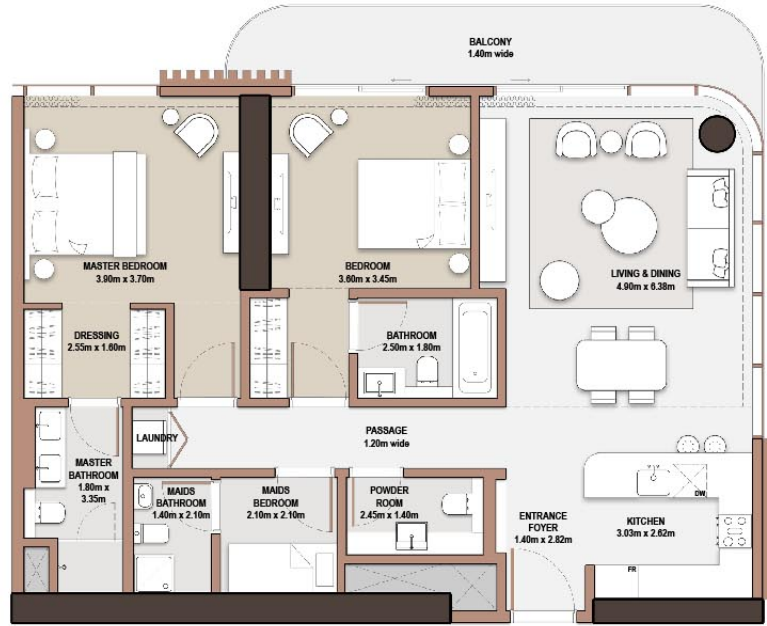 BALCONY
1.40m wide
MASTER BEDROOM
3.90m x 3.70m
BEDROOM
3.60m x 3.45m
LIVING & DINING
4.90m x 6.38m
DRESSING
2.55m x 1.60m
BATHROOM
2.50m x 1.80m
LAUNDRY
PASSAGE
1.20m wide
MASTER
BATHROOM
1.80m x
3.35m
MAIDS
BATHROOM
1.40m x 2.10m
MAIDS
BEDROOM
2.10m x 2.10m
POWDER
ROOM
2.45m x 1.40m
ENTRANCE
FOYER
1.40m x 2.82m
DW
KITCHEN
3.03m x 2.62m
FR